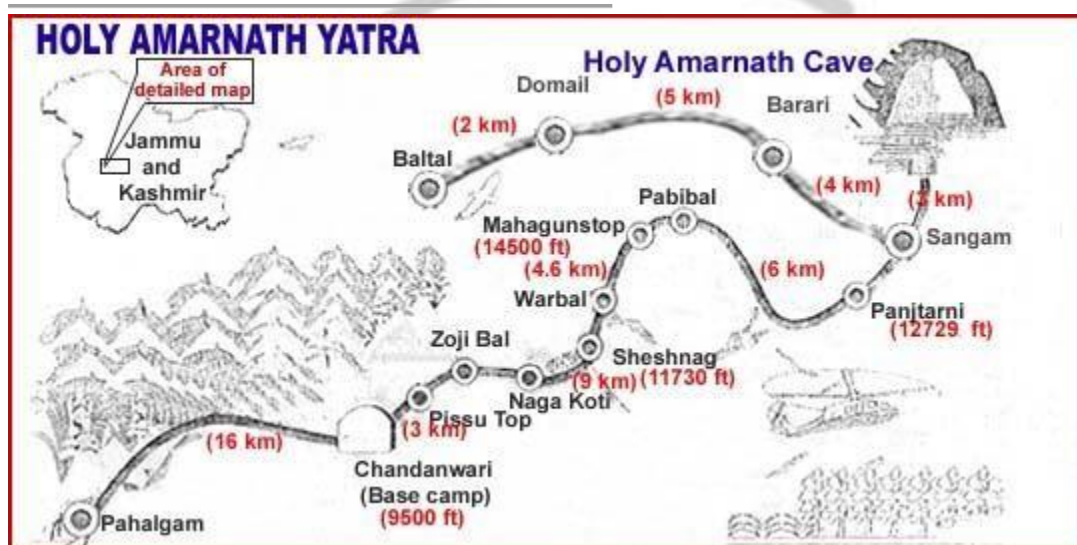 HOLY AMARNATH YATRA
Area of
detailed map
Jammu
and
Kashmir
Holy Amarnath Cave
Domail
(5 km)
Barari
(2 km)
Baltal
(4 km)
(3 km)
Pabibal
Mahagunstop
(14500 ft)
Sangam
(4.6 km)
(6 km)
Warbal
Panjtarni
(12729 ft)
Zoji Bal
Sheshnag
(9 km) (11730 ft)
Naga Koti
Pissu Top
(3 km)
(16 km)
Chandanwari
(Base camp)
(9500 ft)
Pahalgam